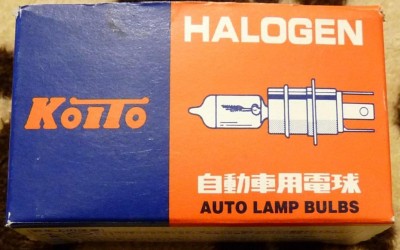 HALOGEN
KoiTo
自動車用電球
AUTO LAMP BULBS